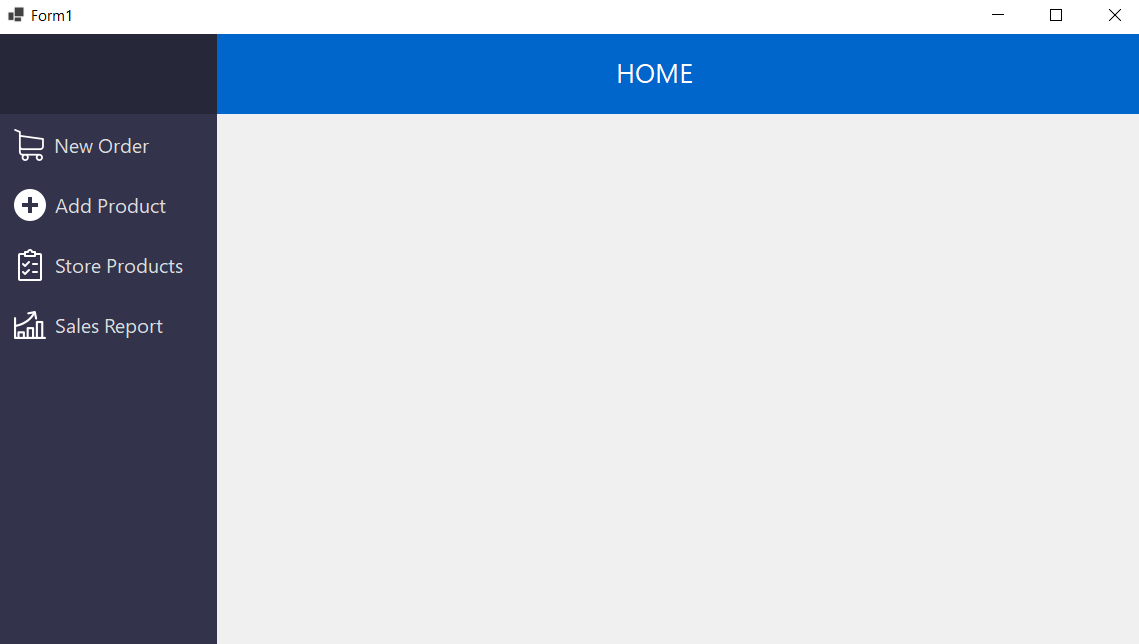 Form1
HOME
New Order
Add Product
Store Products
Sales Report